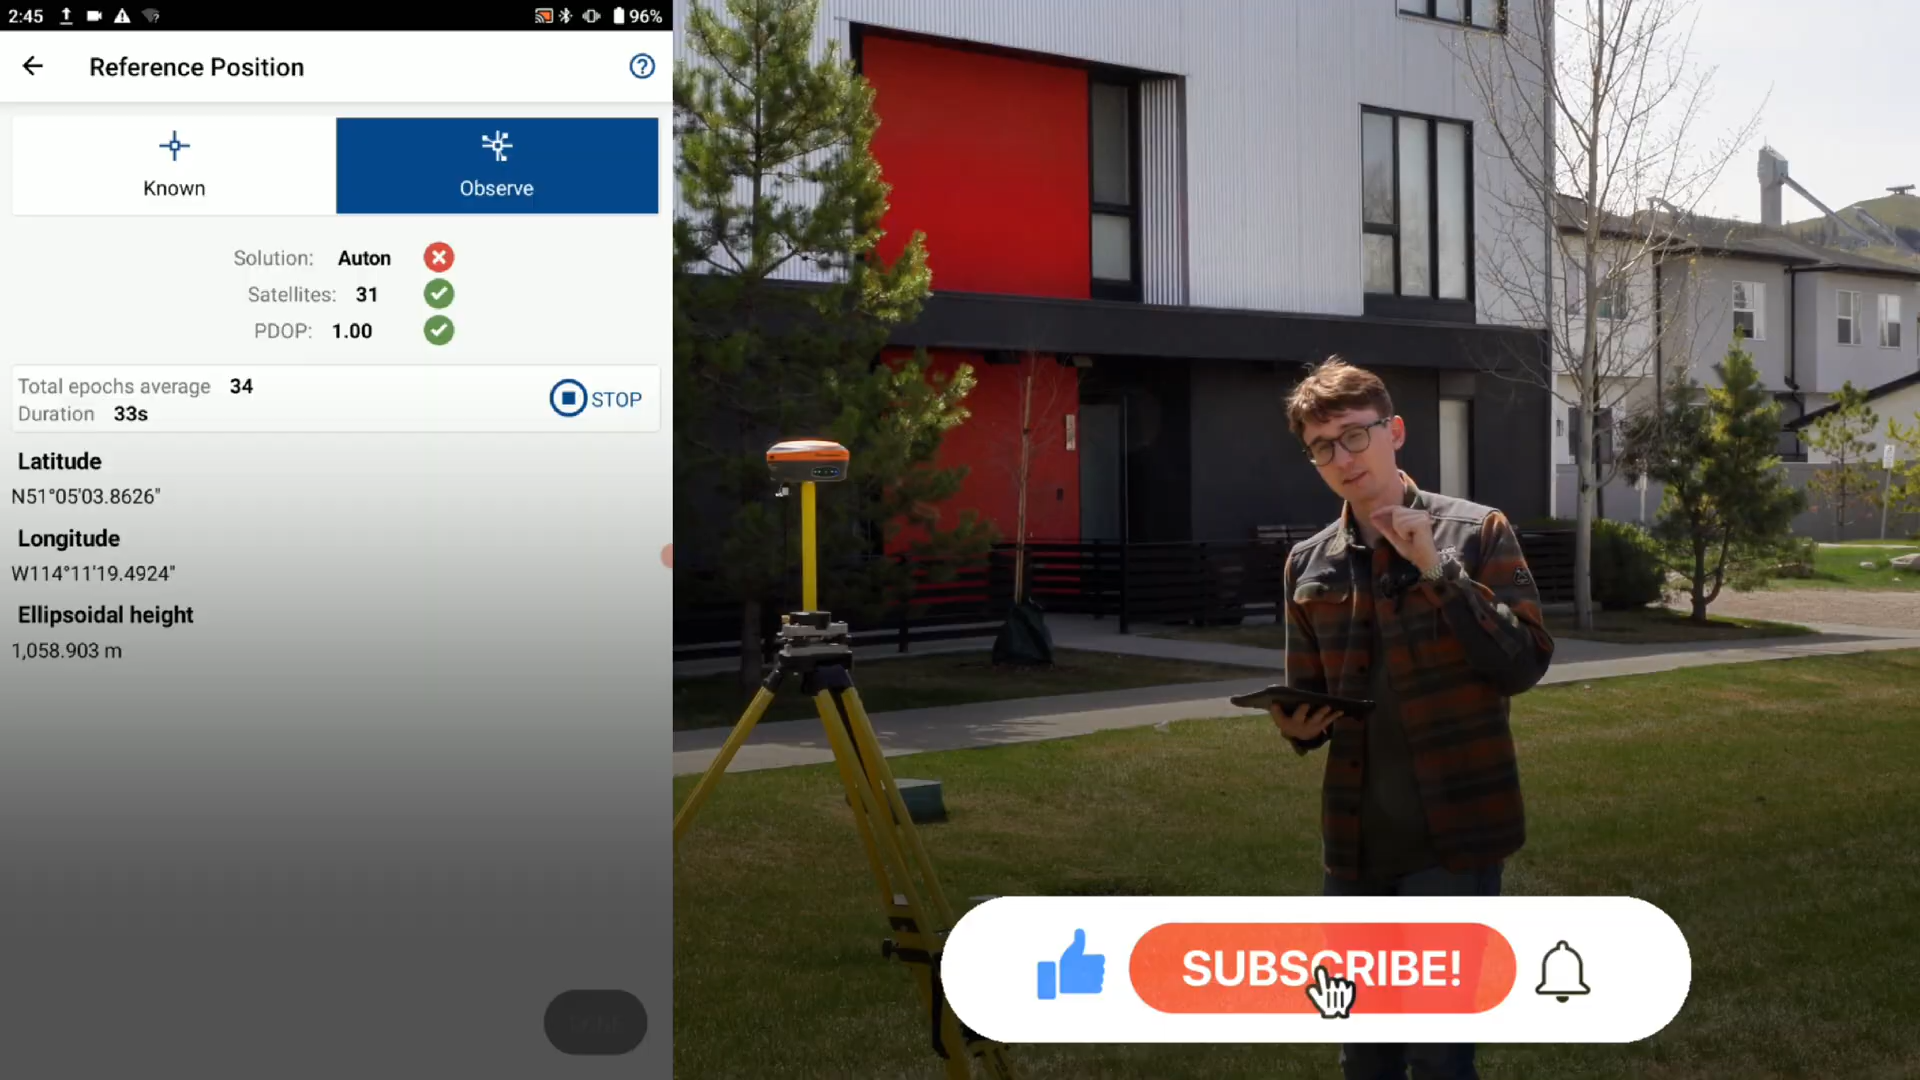 2:45
96%
Reference Position
Known
Observe
Solution: Auton
Satellites: 31
PDOP: 1.00
Total epochs average 34
Duration 33s
STOP
Latitude
N51°05'03.8626"
Longitude
W114°11'19.4924"
Ellipsoidal height
1,058.903 m
SUBSCRIBE!